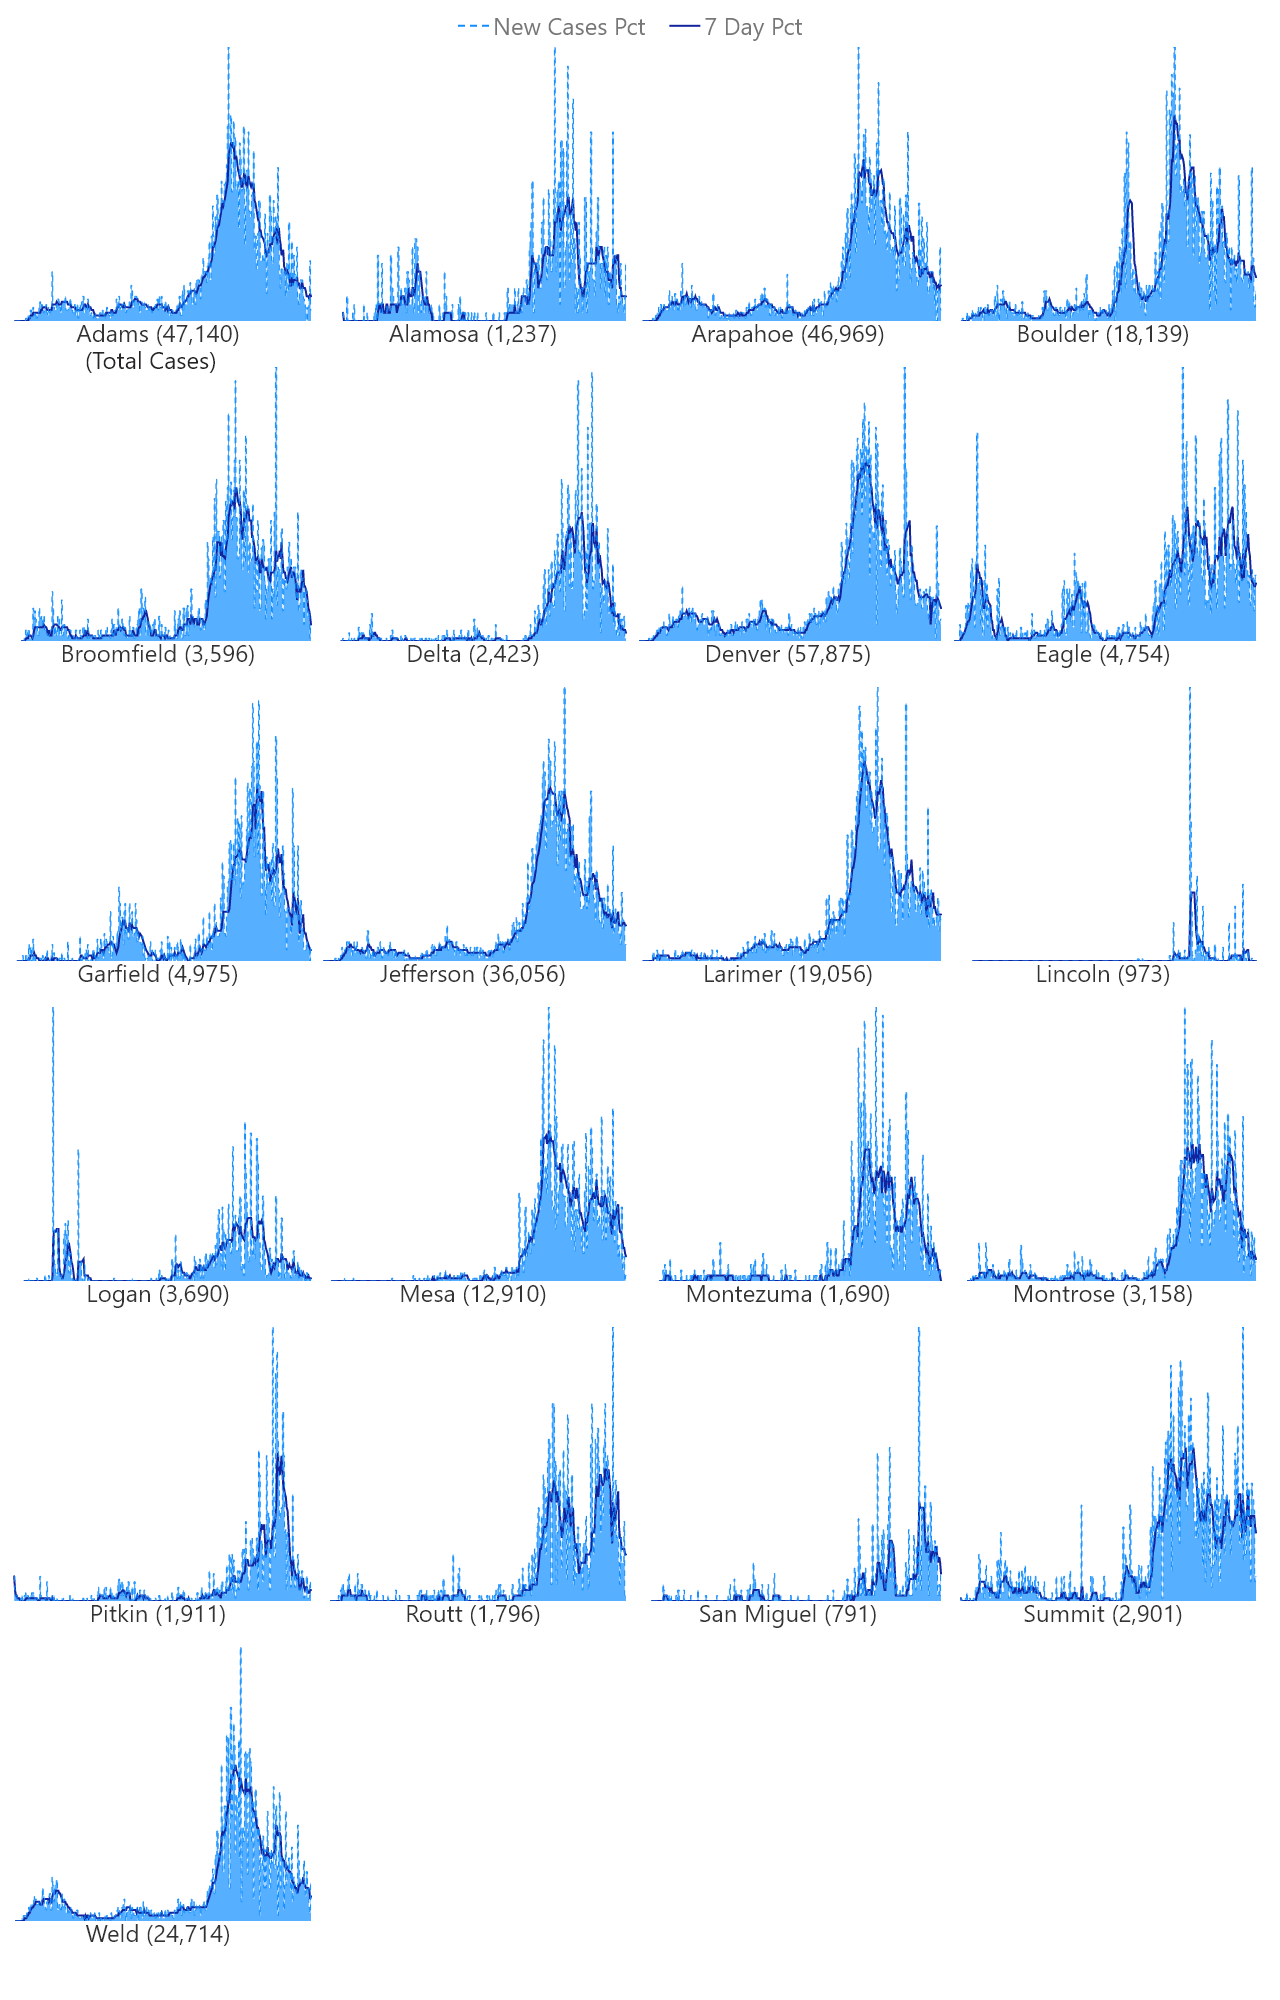 New Cases Pct 7 Day Pct
Adams (47,140)
(Total Cases)
Alamosa (1,237)
Arapahoe (46,969)
Boulder (18,139)
Broomfield (3,596)
Delta (2,423)
Denver (57,875)
Eagle (4,754)
Garfield (4,975)
Jefferson (36,056)
Larimer (19,056)
Lincoln (973)
Logan (3,690)
Mesa (12,910)
Montezuma (1,690)
Montrose (3,158)
Pitkin (1,911)
Routt (1,796)
San Miguel (791)
Summit (2,901)
Weld (24,714)